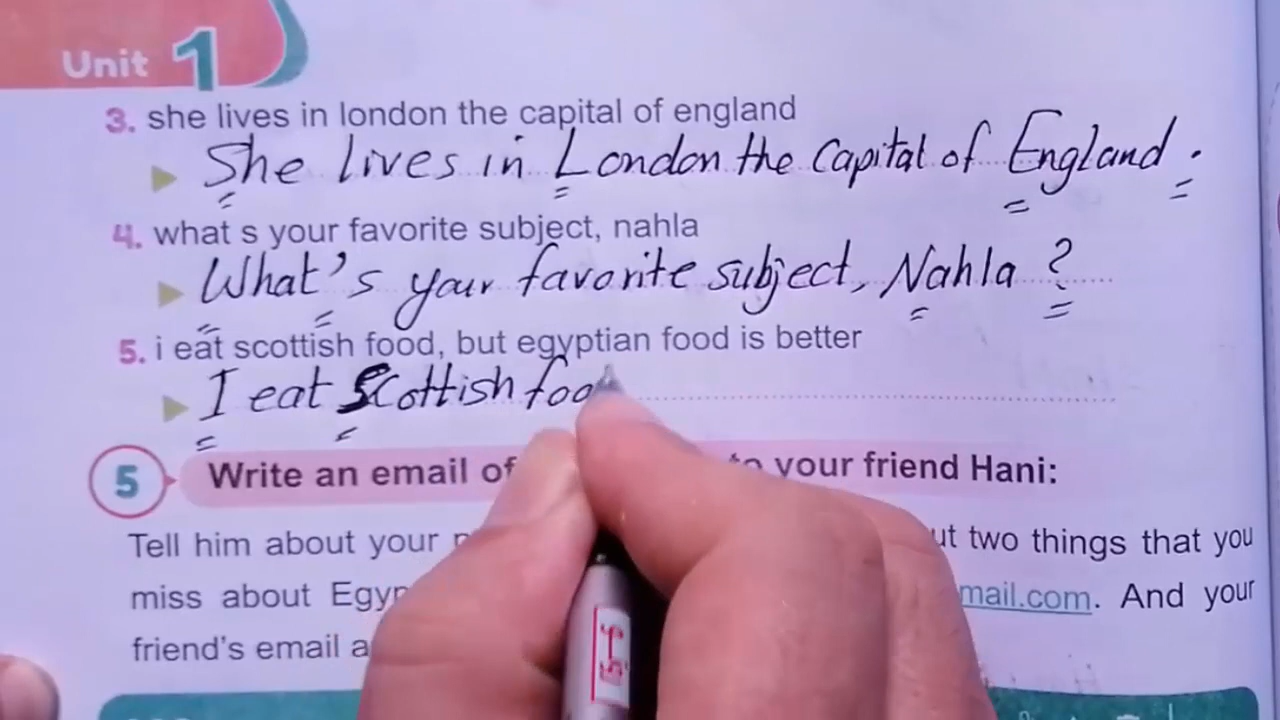 Unit 1
3. she lives in london the capital of england
She lives in London the capital of England.
4. what s your favorite subject, nahla
What's your favorite subject, Nahla?
5. i eat scottish food, but egyptian food is better
I eat Scottish foo
5 Write an email of to your friend Hani:
Tell him about your two things that you
miss about mail.com. And your
friend's email